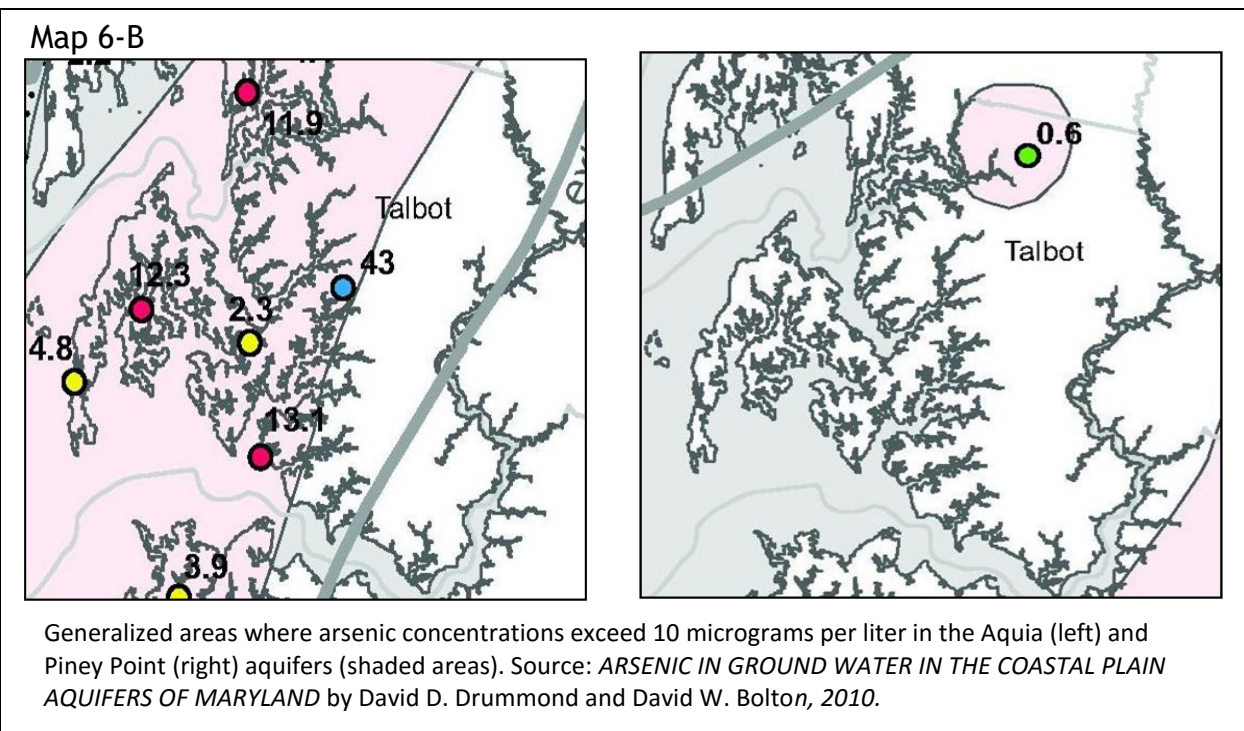 Map 6-B
11.9
Talbot
43
12.3
2.3
4.8
13.1
3.9
0.6
Talbot
Generalized areas where arsenic concentrations exceed 10 micrograms per liter in the Aquia (left) and
Piney Point (right) aquifers (shaded areas). Source: ARSENIC IN GROUND WATER IN THE COASTAL PLAIN
AQUIFERS OF MARYLAND by David D. Drummond and David W. Bolton, 2010.